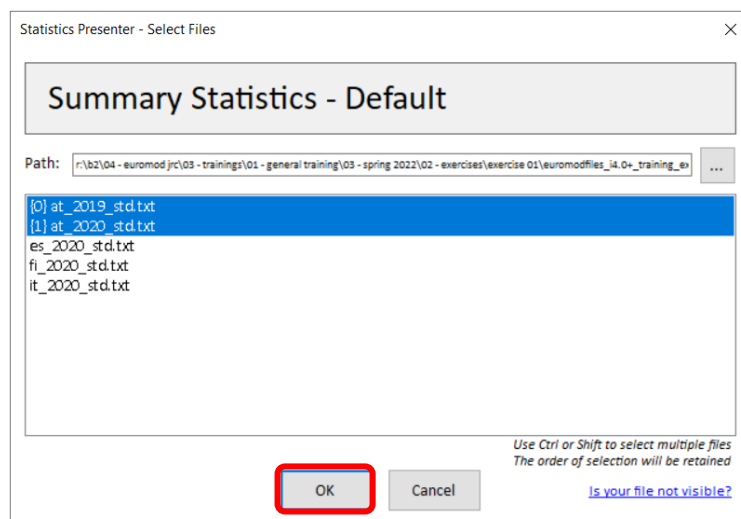 Statistics Presenter - Select Files
Summary Statistics - Default
Path: r:\b2\04 - euromod jrc\03 - trainings\01 - general training\03 - spring 2022\02 - exercises\exercise 01\euromodfiles_i4.0+_training_ex ...
{0} at_2019_std.txt
{1} at_2020_std.txt
es_2020_std.txt
fi_2020_std.txt
it_2020_std.txt
Use Ctrl or Shift to select multiple files
The order of selection will be retained
OK Cancel Is your file not visible?